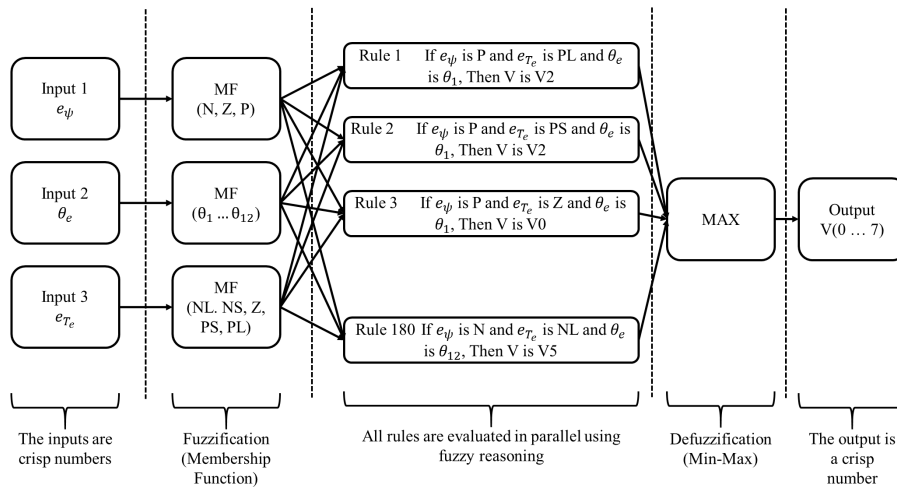 Input 1
e_ψ
Input 2
θ_e
Input 3
e_{T_e}
MF
(N, Z, P)
MF
(θ_1 ... θ_12)
MF
(NL. NS, Z,
PS, PL)
Rule 1 If e_ψ is P and e_{T_e} is PL and θ_e
is θ_1, Then V is V2
Rule 2 If e_ψ is P and e_{T_e} is PS and θ_e is
θ_1, Then V is V2
Rule 3 If e_ψ is P and e_{T_e} is Z and θ_e is
θ_1, Then V is V0
Rule 180 If e_ψ is N and e_{T_e} is NL and θ_e
is θ_12, Then V is V5
MAX
Output
V(0 ... 7)
The inputs are
crisp numbers
Fuzzification
(Membership
Function)
All rules are evaluated in parallel using
fuzzy reasoning
Defuzzification
(Min-Max)
The output is
a crisp
number